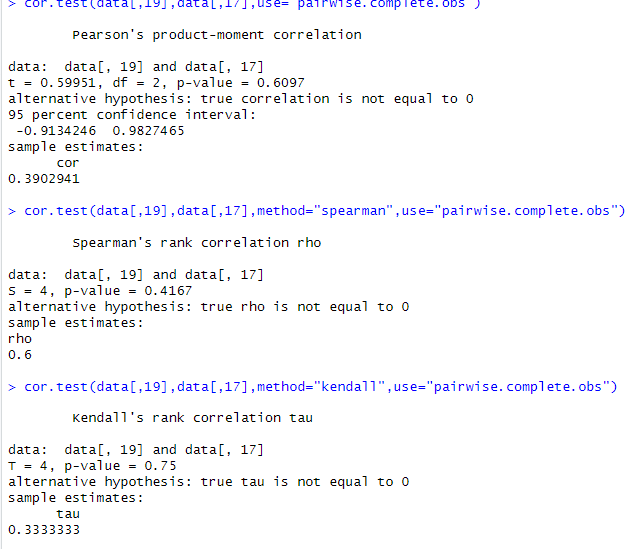 > cor.test(data[,19],data[,17],use="pairwise.complete.obs")
Pearson's product-moment correlation
data:  data[, 19] and data[, 17]
t = 0.59951, df = 2, p-value = 0.6097
alternative hypothesis: true correlation is not equal to 0
95 percent confidence interval:
-0.9134246  0.9827465
sample estimates:
cor
0.3902941
> cor.test(data[,19],data[,17],method="spearman",use="pairwise.complete.obs")
Spearman's rank correlation rho
data:  data[, 19] and data[, 17]
S = 4, p-value = 0.4167
alternative hypothesis: true rho is not equal to 0
sample estimates:
rho
0.6
> cor.test(data[,19],data[,17],method="kendall",use="pairwise.complete.obs")
Kendall's rank correlation tau
data:  data[, 19] and data[, 17]
T = 4, p-value = 0.75
alternative hypothesis: true tau is not equal to 0
sample estimates:
tau
0.3333333